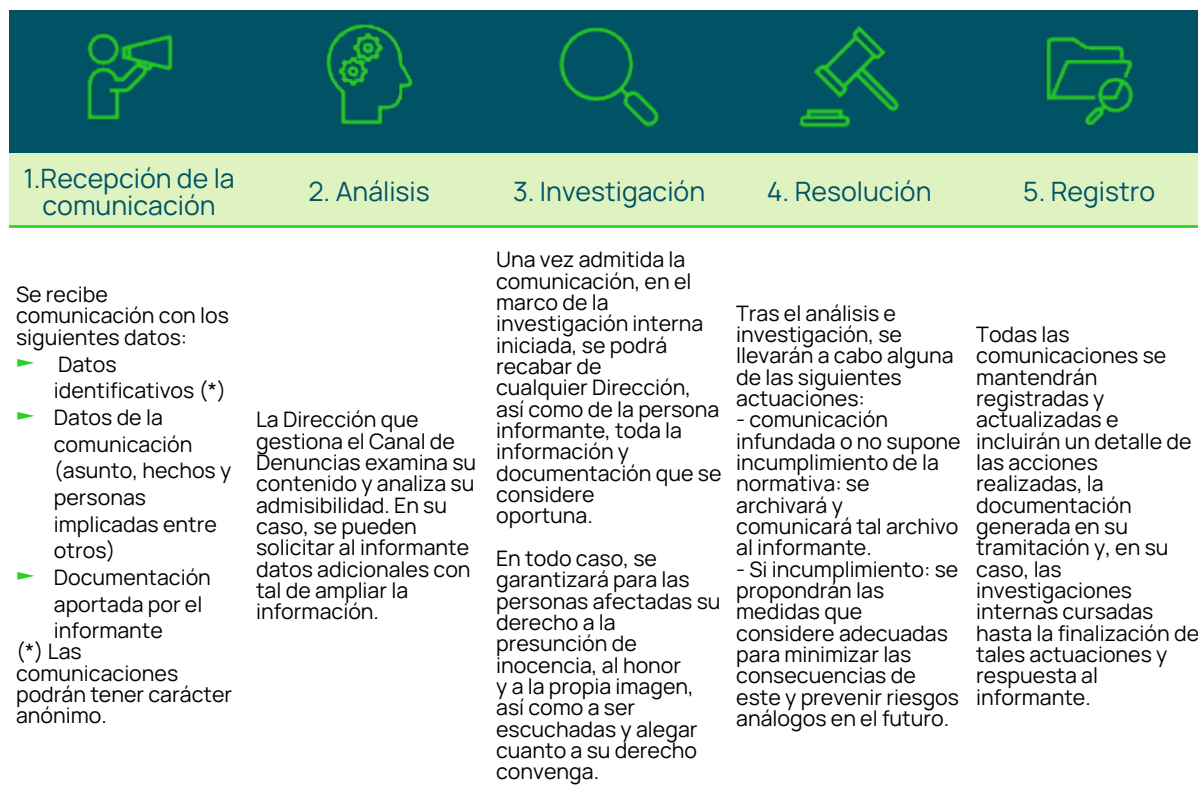 1.Recepción de la
comunicación
2. Análisis
3. Investigación
4. Resolución
5. Registro
Se recibe
comunicación con los
siguientes datos:
► Datos
identificativos (*)
► Datos de la
comunicación
(asunto, hechos y
personas
implicadas entre
otros)
► Documentación
aportada por el
informante
(*) Las
comunicaciones
podrán tener carácter
anónimo.
La Dirección que
gestiona el Canal de
Denuncias examina su
contenido y analiza su
admisibilidad. En su
caso, se pueden
solicitar al informante
datos adicionales con
tal de ampliar la
información.
Una vez admitida la
comunicación, en el
marco de la
investigación interna
iniciada, se podrá
recabar de
cualquier Dirección,
así como de la persona
informante, toda la
información y
documentación que se
considere
oportuna.
En todo caso, se
garantizará para las
personas afectadas su
derecho a la
presunción de
inocencia, al honor
y a la propia imagen,
así como a ser
escuchadas y alegar
cuanto a su derecho
convenga.
Tras el análisis e
investigación, se
llevarán a cabo alguna
de las siguientes
actuaciones:
- comunicación
infundada o no supone
incumplimiento de la
normativa: se
archivará y
comunicará tal archivo
al informante.
- Si incumplimiento: se
propondrán las
medidas que
considere adecuadas
para minimizar las
consecuencias de
este y prevenir riesgos
análogos en el futuro.
Todas las
comunicaciones se
mantendrán
registradas y
actualizadas e
incluirán un detalle de
las acciones
realizadas, la
documentación
generada en su
tramitación y, en su
caso, las
investigaciones
internas cursadas
hasta la finalización de
tales actuaciones y
respuesta al
informante.